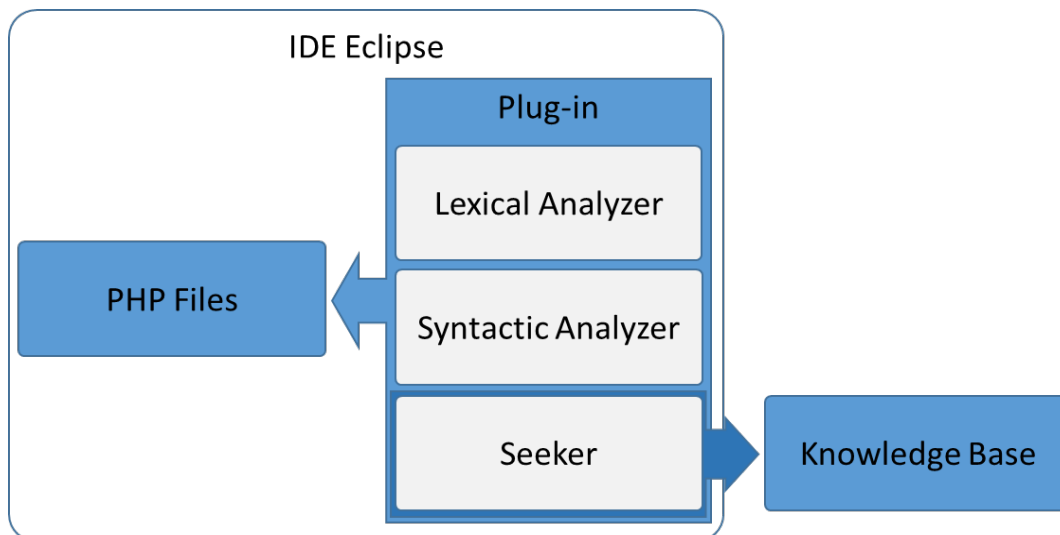 IDE Eclipse
Plug-in
Lexical Analyzer
PHP Files
Syntactic Analyzer
Seeker
Knowledge Base